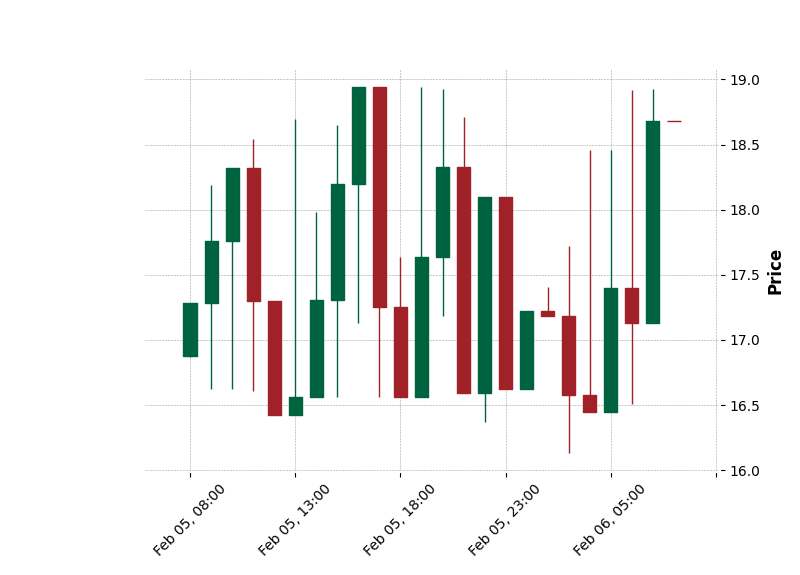 19.0
18.5
18.0
17.5
17.0
16.5
16.0
Price
Feb 05, 08:00
Feb 05, 13:00
Feb 05, 18:00
Feb 05, 23:00
Feb 06, 05:00